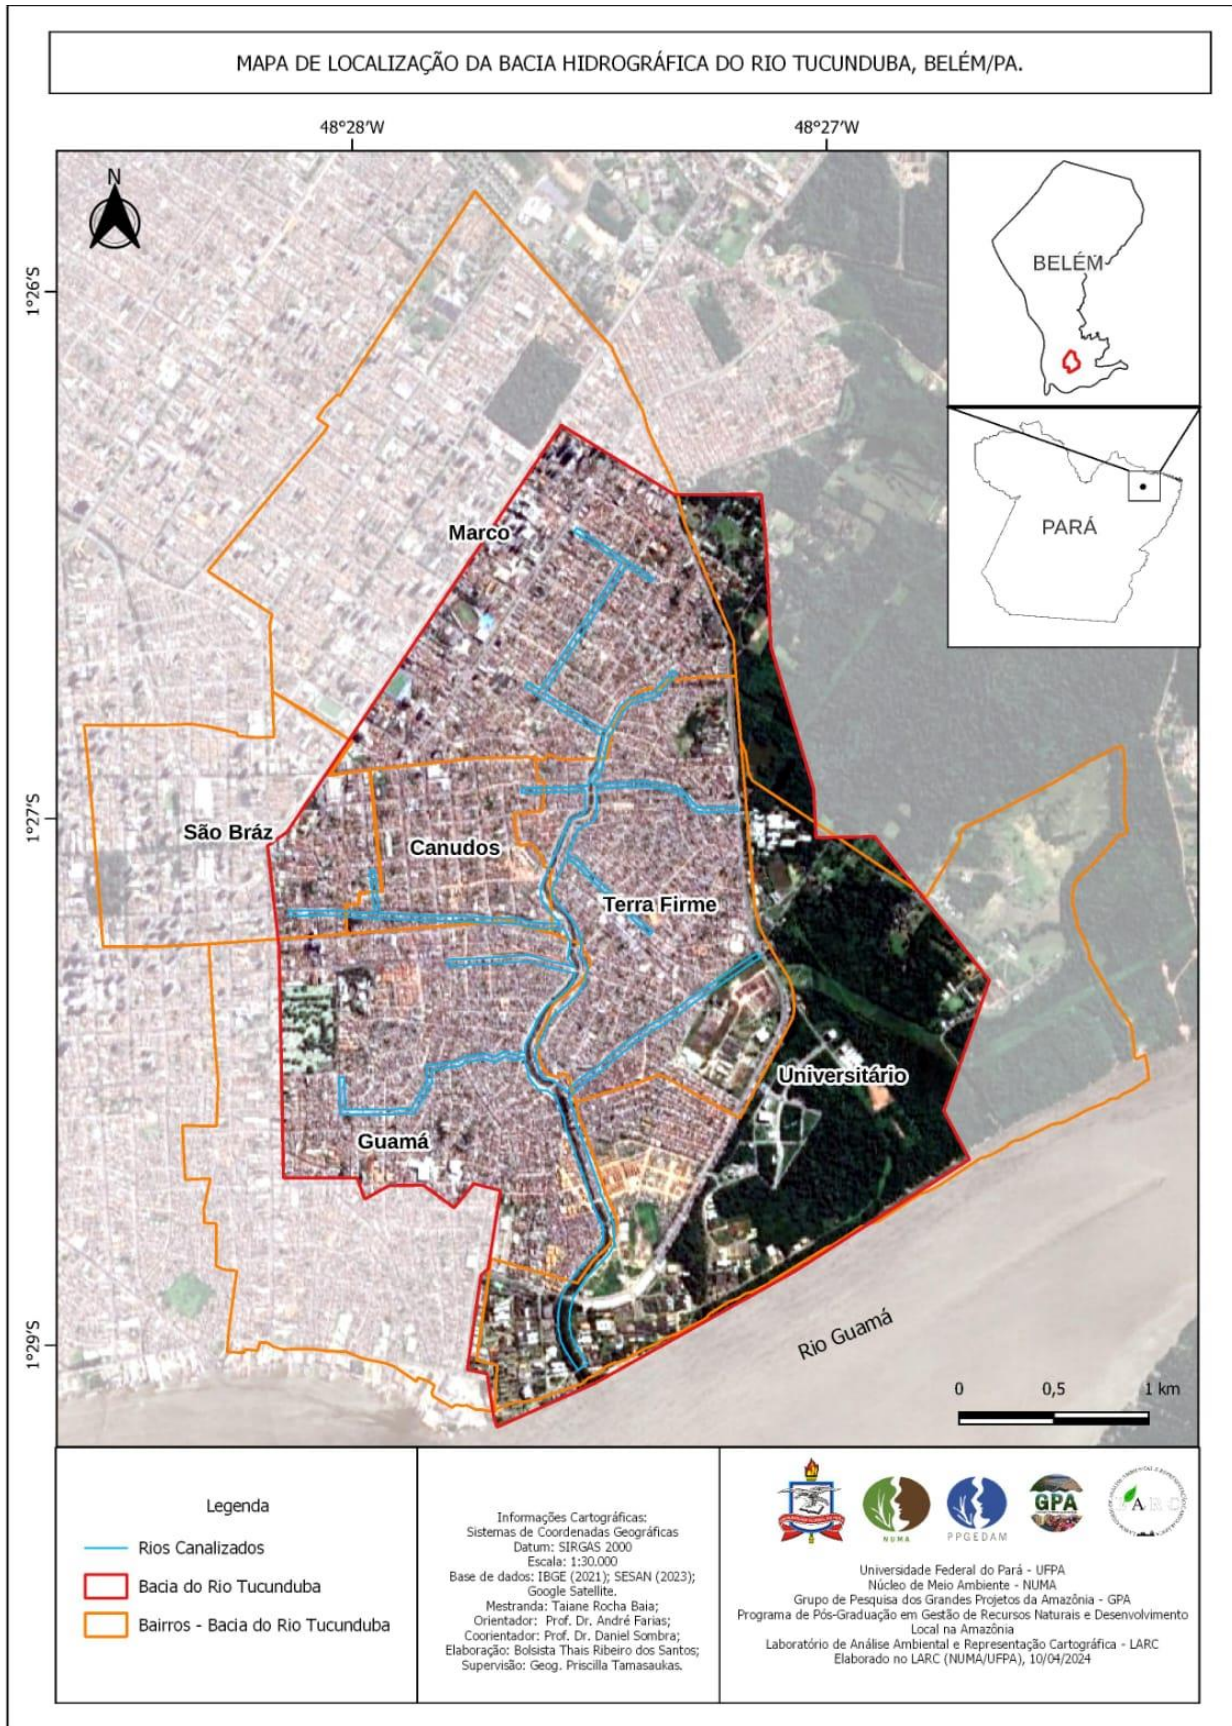 MAPA DE LOCALIZAÇÃO DA BACIA HIDROGRÁFICA DO RIO TUCUNDUBA, BELÉM/PA.
48°28'W
48°27'W
N
1°26'S
1°27'S
1°29'S
BELÉM
PARÁ
Marco
São Bráz
Canudos
Terra Firme
Universitário
Guamá
Rio Guamá
0 0,5 1 km
Legenda
Rios Canalizados
Bacia do Rio Tucunduba
Bairros - Bacia do Rio Tucunduba
Informações Cartográficas:
Sistemas de Coordenadas Geográficas
Datum: SIRGAS 2000
Escala: 1:30.000
Base de dados: IBGE (2021); SESAN (2023);
Google Satellite.
Mestranda: Taiane Rocha Baia;
Orientador: Prof. Dr. André Farias;
Coorientador: Prof. Dr. Daniel Sombra;
Elaboração: Bolsista Thais Ribeiro dos Santos;
Supervisão: Geog. Priscilla Tamasaukas.
NUMA
PPGEDAM
GPA
Universidade Federal do Pará - UFPA
Núcleo de Meio Ambiente - NUMA
Grupo de Pesquisa dos Grandes Projetos da Amazônia - GPA
Programa de Pós-Graduação em Gestão de Recursos Naturais e Desenvolvimento
Local na Amazônia
Laboratório de Análise Ambiental e Representação Cartográfica - LARC
Elaborado no LARC (NUMA/UFPA), 10/04/2024